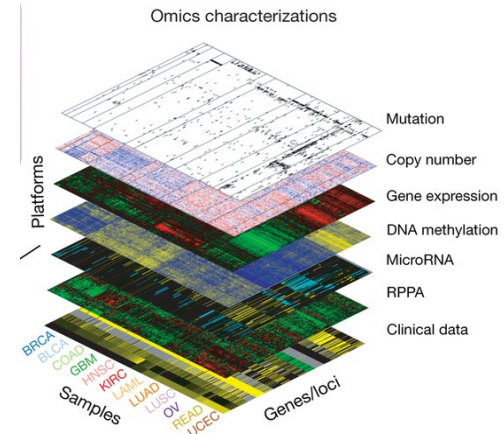 Omics characterizations
Mutation
Copy number
Gene expression
DNA methylation
MicroRNA
RPPA
Clinical data
Platforms
BRCA
BLCA
COAD
GBM
HNSC
KIRC
LAML
LUAD
LUSC
OV
READ
UCEC
Samples
Genes/loci